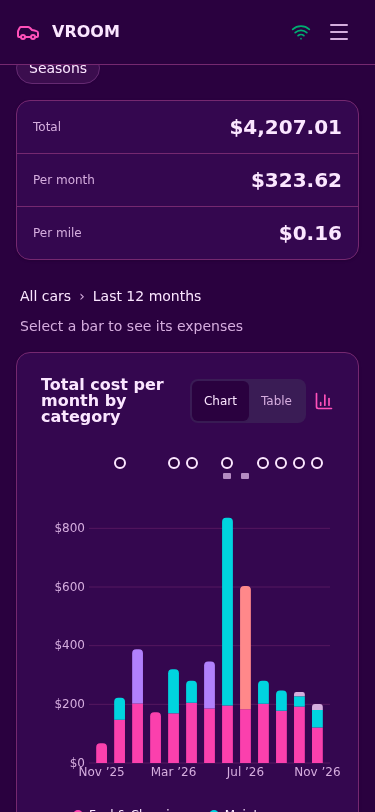 VROOM
Seasons
Total $4,207.01
Per month $323.62
Per mile $0.16
All cars › Last 12 months
Select a bar to see its expenses
Total cost per
month by
category
Chart Table
$800
$600
$400
$200
$0
Nov ’25 Mar ’26 Jul ’26 Nov ’26